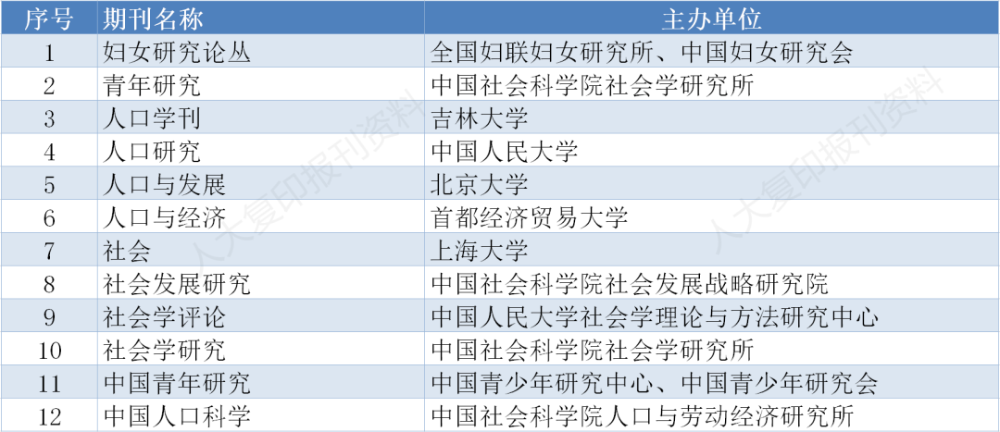 序号 期刊名称 主办单位
1 妇女研究论丛 全国妇联妇女研究所、中国妇女研究会
2 青年研究 中国社会科学院社会学研究所
3 人口学刊 吉林大学
4 人口研究 中国人民大学
5 人口与发展 北京大学
6 人口与经济 首都经济贸易大学
7 社会 上海大学
8 社会发展研究 中国社会科学院社会发展战略研究院
9 社会学评论 中国人民大学社会学理论与方法研究中心
10 社会学研究 中国社会科学院社会学研究所
11 中国青年研究 中国青少年研究中心、中国青少年研究会
12 中国人口科学 中国社会科学院人口与劳动经济研究所
人大复印报刊资料
人大复印报刊资料